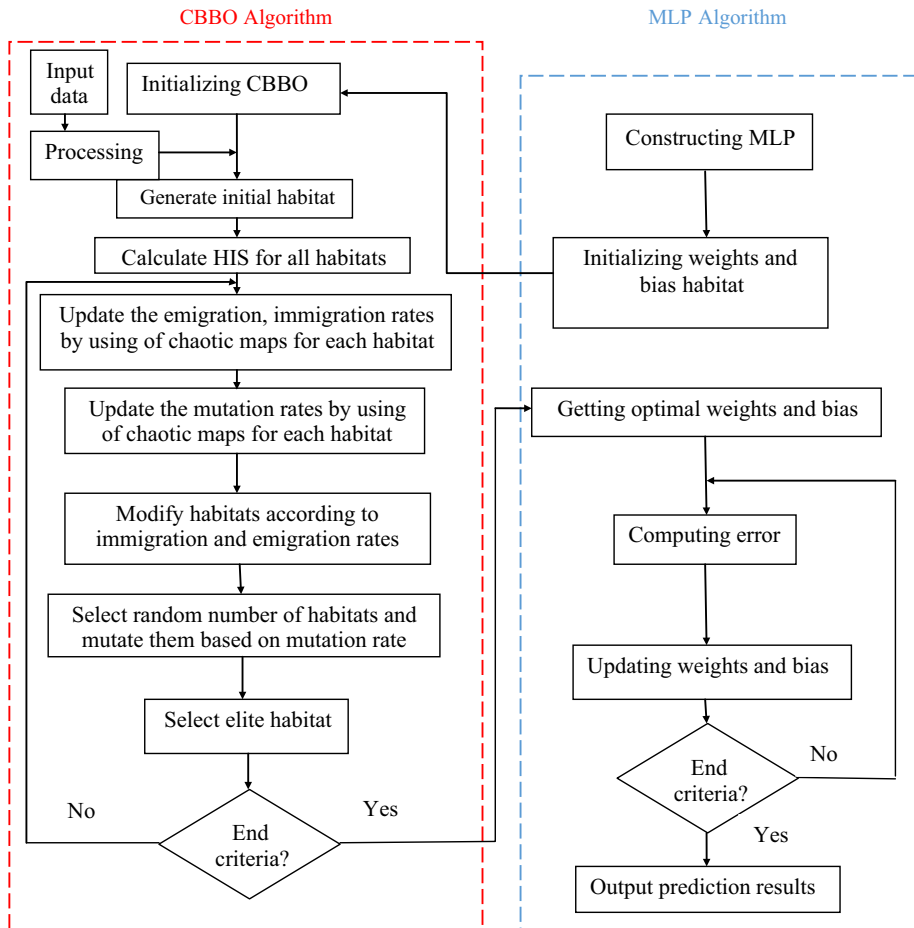 CBBO Algorithm
Input
data
Initializing CBBO
Processing
Generate initial habitat
Calculate HIS for all habitats
Update the emigration, immigration rates
by using of chaotic maps for each habitat
Update the mutation rates by using
of chaotic maps for each habitat
Modify habitats according to
immigration and emigration rates
Select random number of habitats and
mutate them based on mutation rate
Select elite habitat
No
Yes
End
criteria?
MLP Algorithm
Constructing MLP
Initializing weights and
bias habitat
Getting optimal weights and bias
Computing error
Updating weights and bias
End
criteria?
No
Yes
Output prediction results